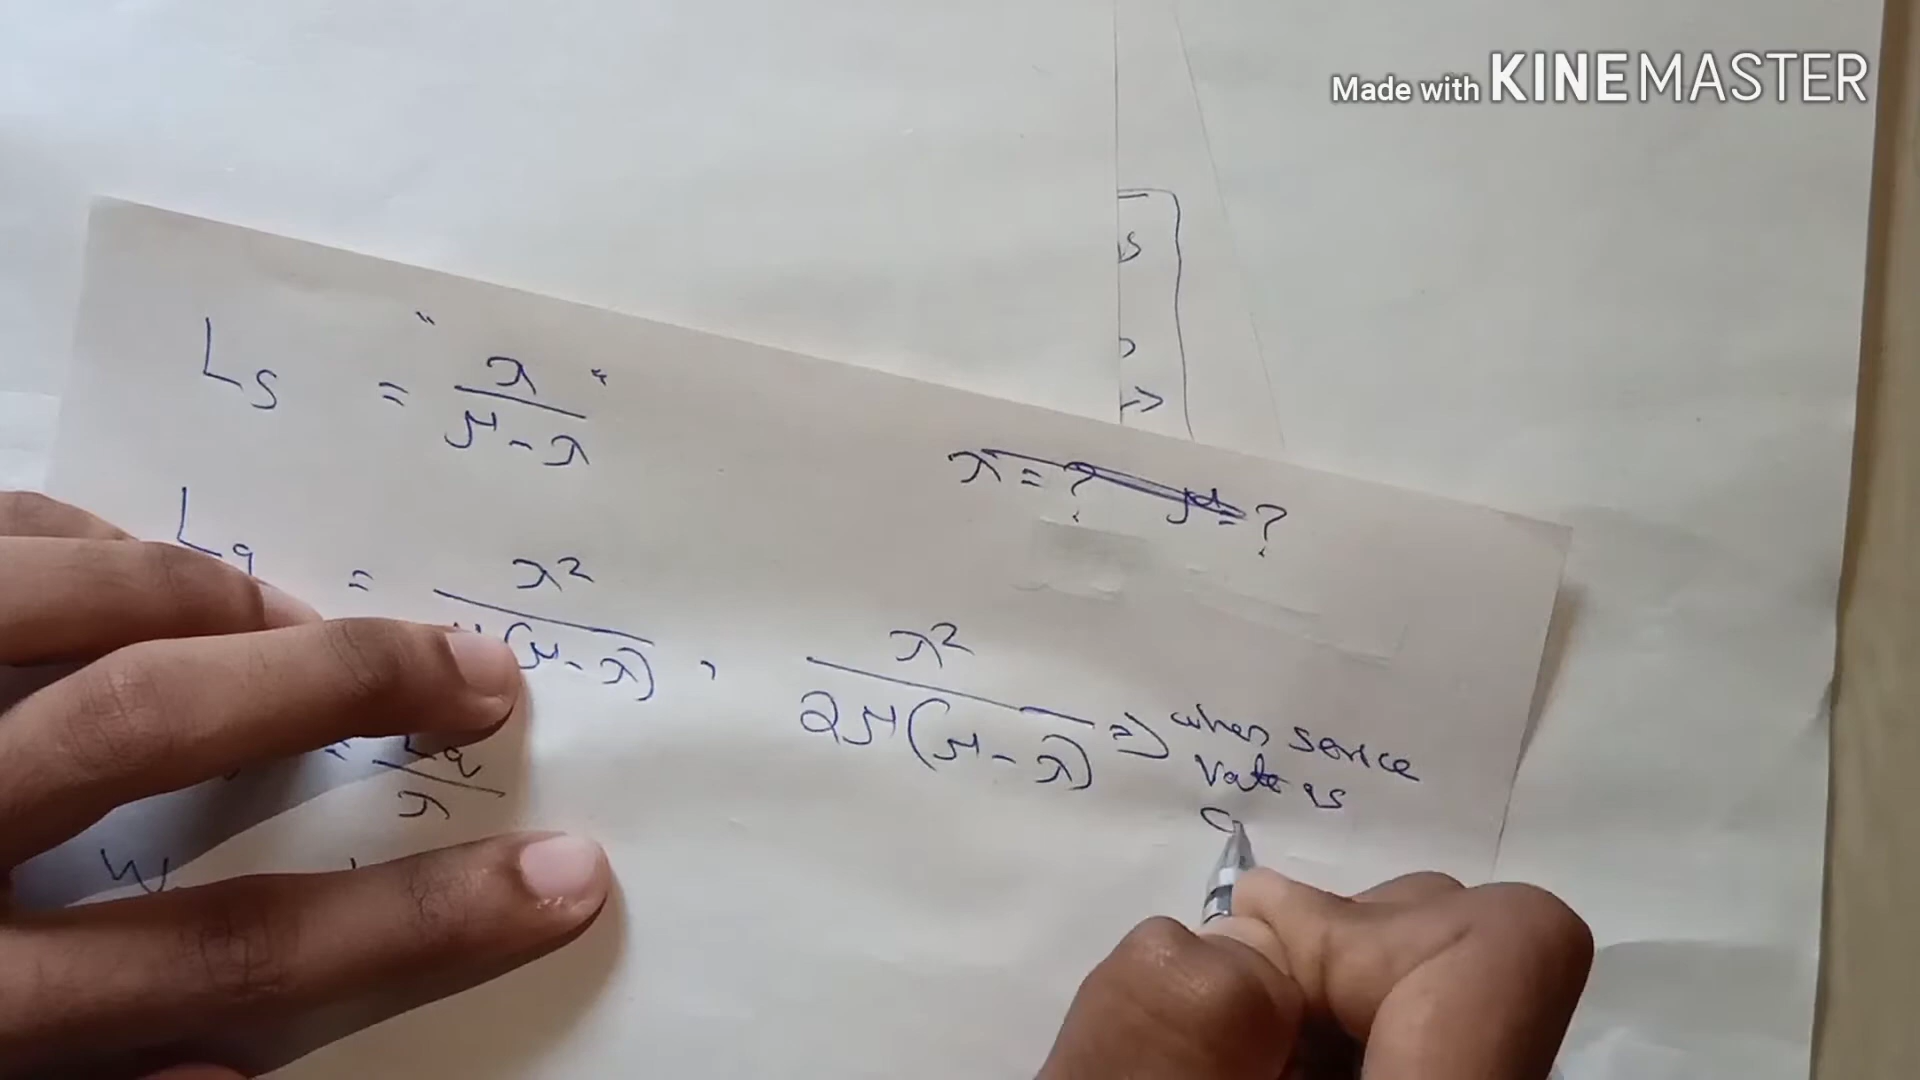 Made with KINEMASTER
Ls = λ / μ - λ
λ = ? μ = ?
Lq = λ² / μ(μ - λ) , λ² / 2μ(μ - λ) => when service
rate is
= Lq / λ
W